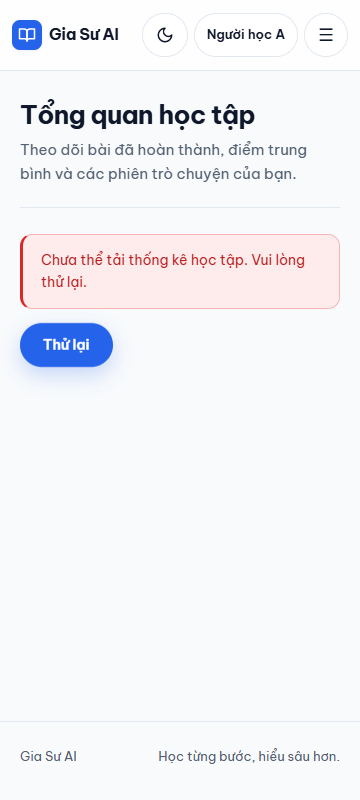 Gia Sư AI
Người học A
Tổng quan học tập
Theo dõi bài đã hoàn thành, điểm trung
bình và các phiên trò chuyện của bạn.
Chưa thể tải thống kê học tập. Vui lòng
thử lại.
Thử lại
Gia Sư AI
Học từng bước, hiểu sâu hơn.